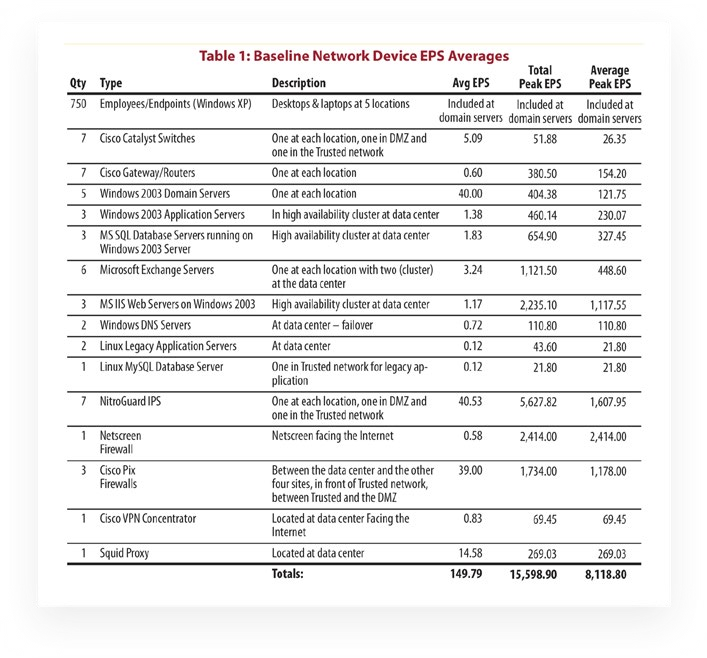 Table 1: Baseline Network Device EPS Averages
Qty Type Description Avg EPS Total Peak EPS Average Peak EPS
750 Employees/Endpoints (Windows XP) Desktops & laptops at 5 locations Included at domain servers Included at domain servers Included at domain servers
7 Cisco Catalyst Switches One at each location, one in DMZ and 5.09 51.88 26.35
one in the Trusted network
7 Cisco Gateway/Routers One at each location 0.60 380.50 154.20
5 Windows 2003 Domain Servers One at each location 40.00 404.38 121.75
3 Windows 2003 Application Servers In high availability cluster at data center 1.38 460.14 230.07
3 MS SQL Database Servers running on High availability cluster at data center 1.83 654.90 327.45
Windows 2003 Server
6 Microsoft Exchange Servers One at each location with two (cluster) 3.24 1,121.50 448.60
at the data center
3 MS IIS Web Servers on Windows 2003 High availability cluster at data center 1.17 2,235.10 1,117.55
2 Windows DNS Servers At data center – failover 0.72 110.80 110.80
2 Linux Legacy Application Servers At data center 0.12 43.60 21.80
1 Linux MySQL Database Server One in Trusted network for legacy ap- 0.12 21.80 21.80
plication
7 NitroGuard IPS One at each location, one in DMZ and 40.53 5,627.82 1,607.95
one in the Trusted network
1 Netscreen Netscreen facing the Internet 0.58 2,414.00 2,414.00
Firewall
3 Cisco Pix Between the data center and the other 39.00 1,734.00 1,178.00
Firewalls four sites, in front of Trusted network,
between Trusted and the DMZ
1 Cisco VPN Concentrator Located at data center Facing the 0.83 69.45 69.45
Internet
1 Squid Proxy Located at data center 14.58 269.03 269.03
Totals: 149.79 15,598.90 8,118.80